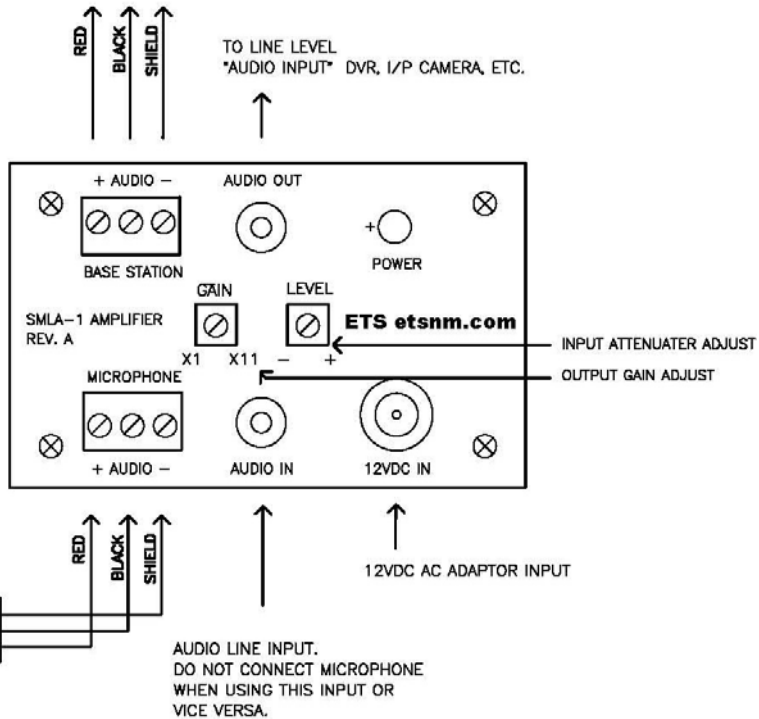 RED
BLACK
SHIELD
TO LINE LEVEL
"AUDIO INPUT" DVR, I/P CAMERA, ETC.
+ AUDIO -
AUDIO OUT
+
BASE STATION
POWER
GAIN
LEVEL
SMLA-1 AMPLIFIER
REV. A
ETS etsnm.com
X1 X11
- +
INPUT ATTENUATER ADJUST
OUTPUT GAIN ADJUST
MICROPHONE
+ AUDIO -
AUDIO IN
12VDC IN
RED
BLACK
SHIELD
12VDC AC ADAPTOR INPUT
AUDIO LINE INPUT.
DO NOT CONNECT MICROPHONE
WHEN USING THIS INPUT OR
VICE VERSA.